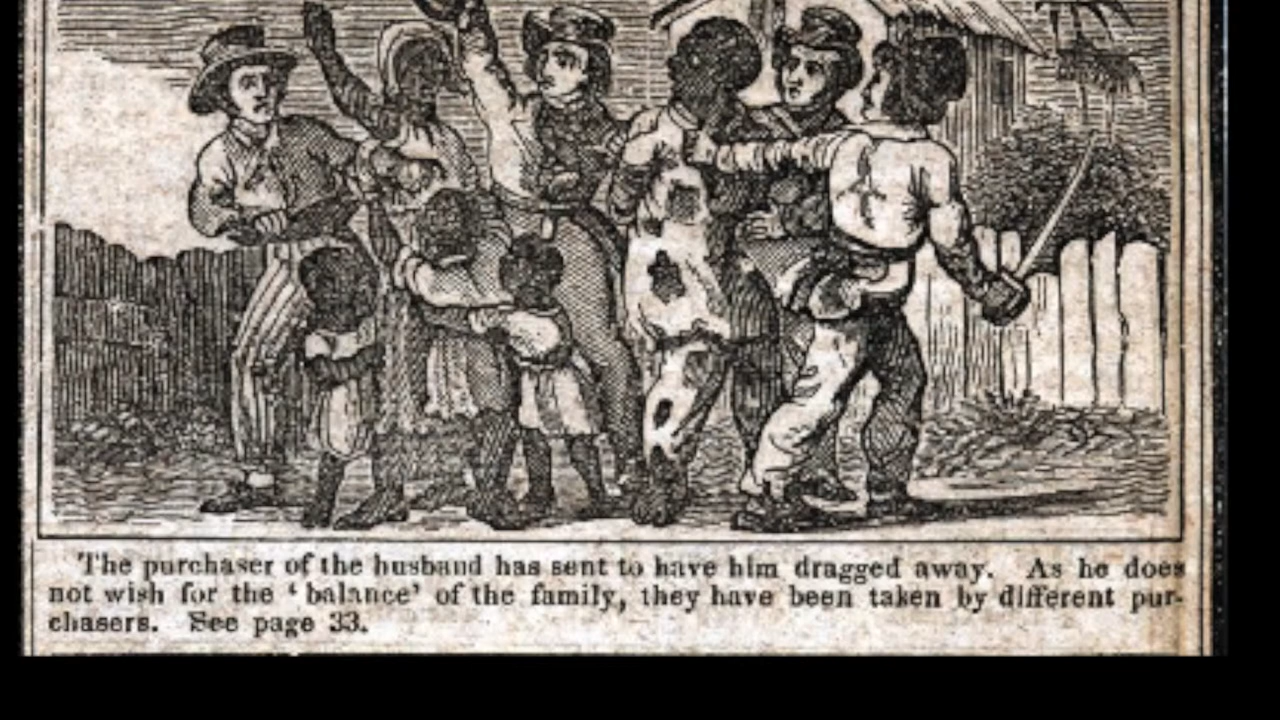 The purchaser of the husband has sent to have him dragged away. As he does
not wish for the ‘balance’ of the family, they have been taken by different pur-
chasers. See page 33.